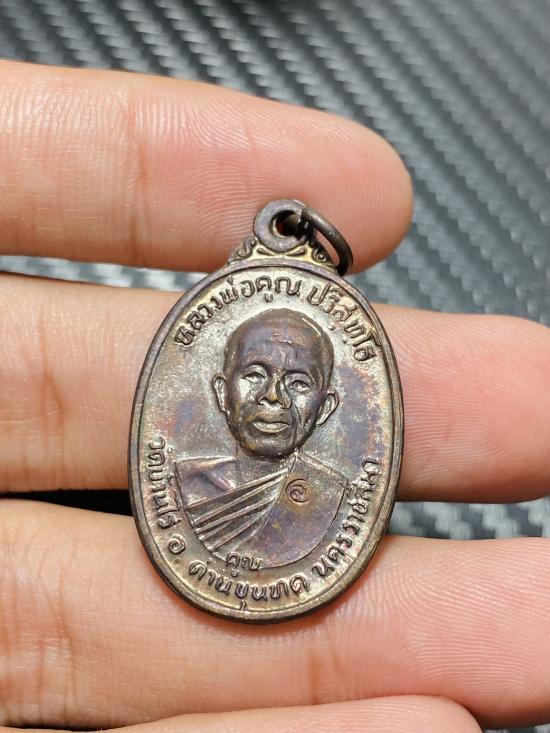 หลวงพ่อคูณ ปริสุทฺโธ
คูณ
วัดบ้านไร่ อ. ด่านขุนทด นครราชสีมา